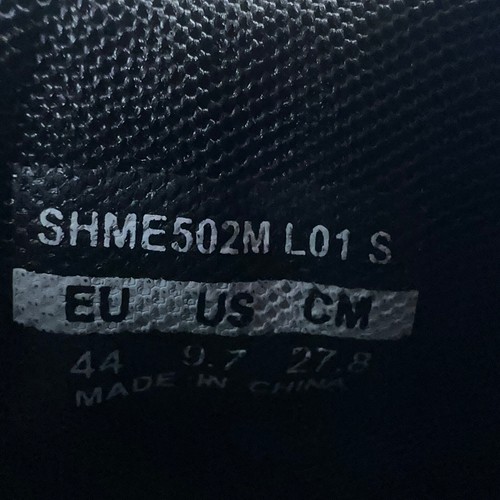 SHME502M L01 S
EU US CM
44 9.7 27.8
MADE IN CHINA